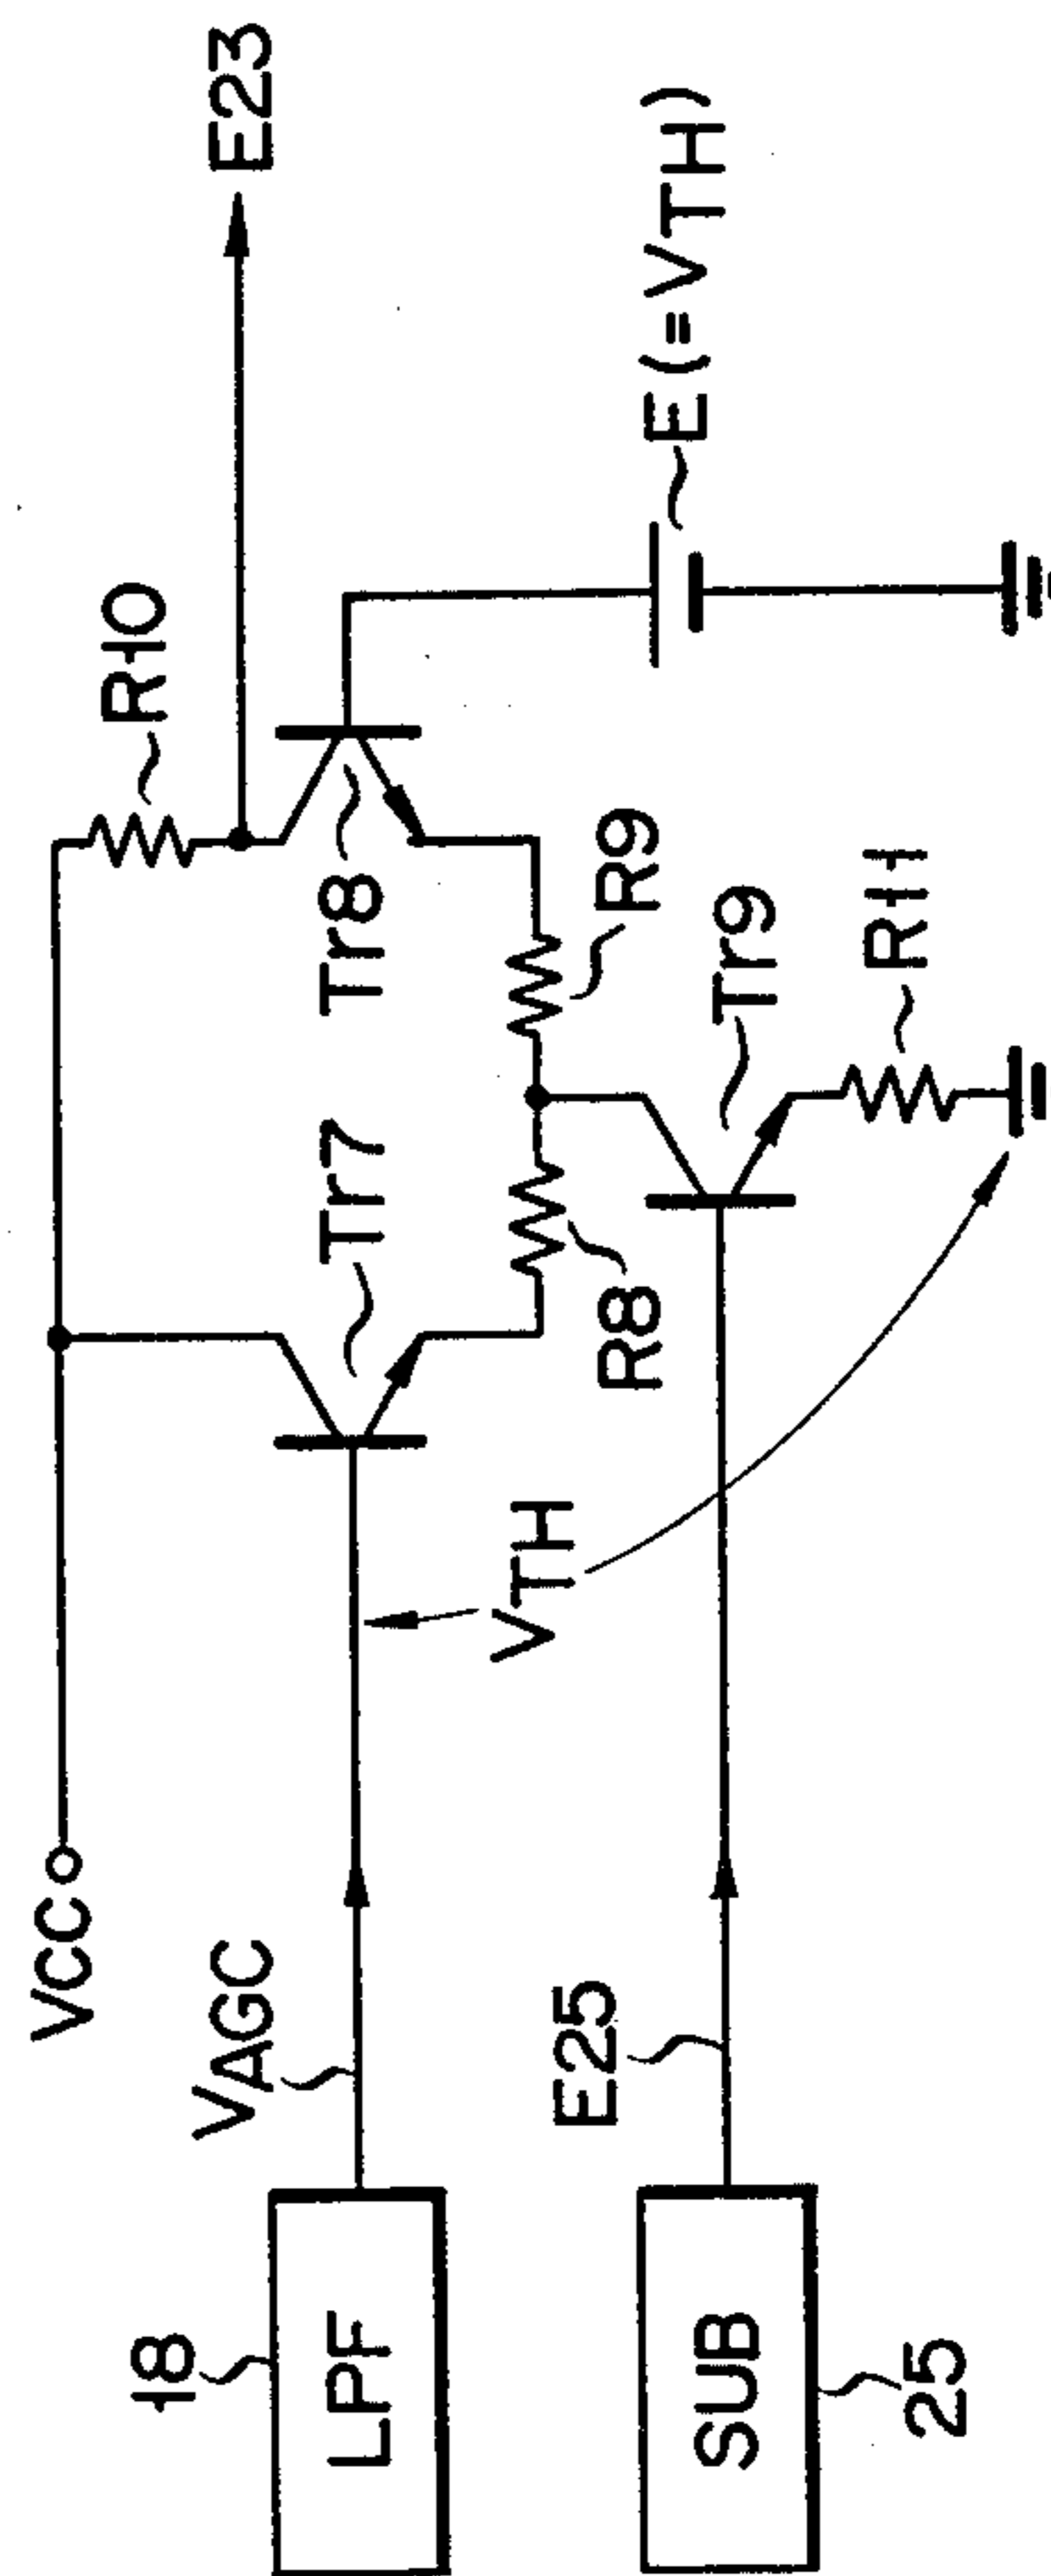 VCC
R10
E23
18
LPF
VAGC
Tr7
Tr8
VTH
R8
R9
E(=VTH)
SUB
25
E25
Tr9
R11